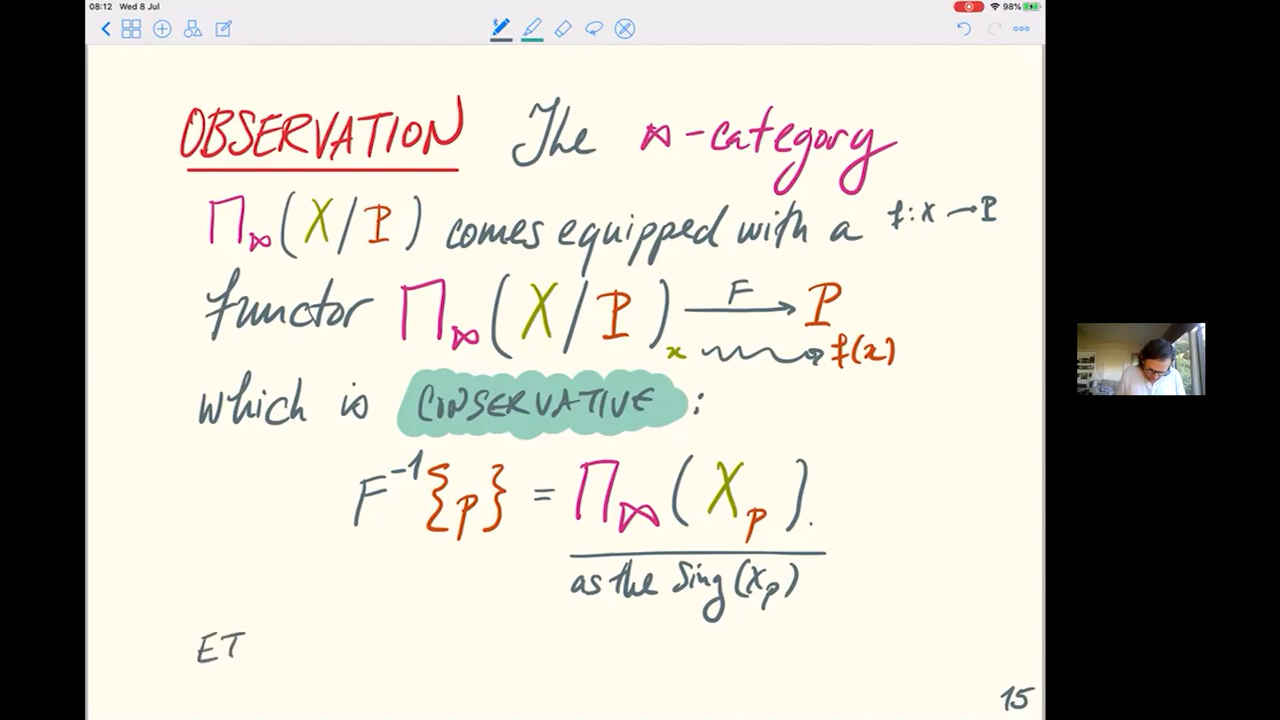 08:12 Wed 8 Jul 98%
OBSERVATION The ∞-category
Π∞(X/P) comes equipped with a f: X → P
functor Π∞(X/P) —F→ P
x ⇝ f(x)
which is CONSERVATIVE:
F⁻¹{p} = Π∞(Xp).
as the Sing(Xp)
ET
15